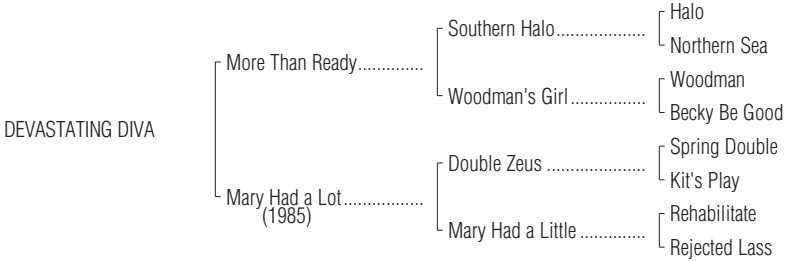 DEVASTATING DIVA
More Than Ready..............
Mary Had a Lot.................
(1985)
Southern Halo...................
Woodman's Girl................
Double Zeus .....................
Mary Had a Little ..............
Halo
Northern Sea
Woodman
Becky Be Good
Spring Double
Kit's Play
Rehabilitate
Rejected Lass